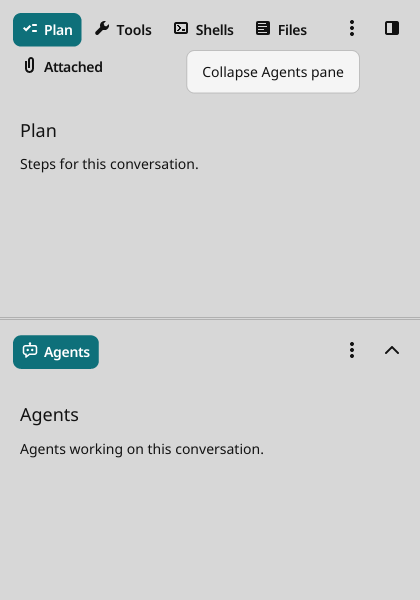 Plan Tools Shells Files
Attached
Collapse Agents pane
Plan
Steps for this conversation.
Agents
Agents
Agents working on this conversation.